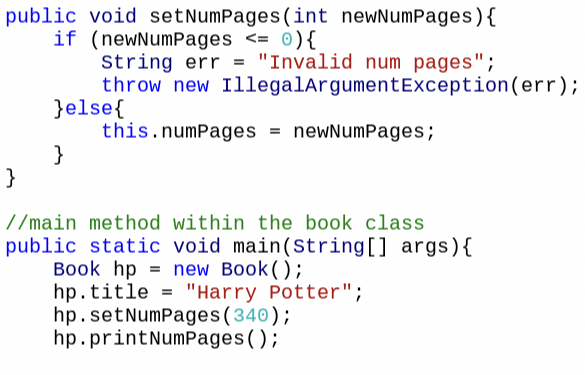 public void setNumPages(int newNumPages){
    if (newNumPages <= 0){
        String err = "Invalid num pages";
        throw new IllegalArgumentException(err);
    }else{
        this.numPages = newNumPages;
    }
}

//main method within the book class
public static void main(String[] args){
    Book hp = new Book();
    hp.title = "Harry Potter";
    hp.setNumPages(340);
    hp.printNumPages();